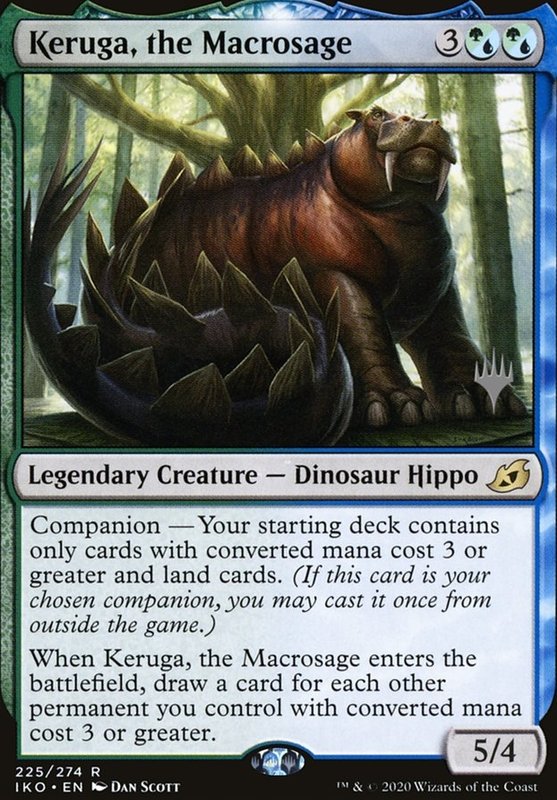 Keruga, the Macrosage 3
Legendary Creature — Dinosaur Hippo
Companion — Your starting deck contains
only cards with converted mana cost 3 or
greater and land cards. (If this card is your
chosen companion, you may cast it once from
outside the game.)
When Keruga, the Macrosage enters the
battlefield, draw a card for each other
permanent you control with converted mana
cost 3 or greater.
5/4
225/274 R
IKO • EN DAN SCOTT
™ & © 2020 Wizards of the Coast